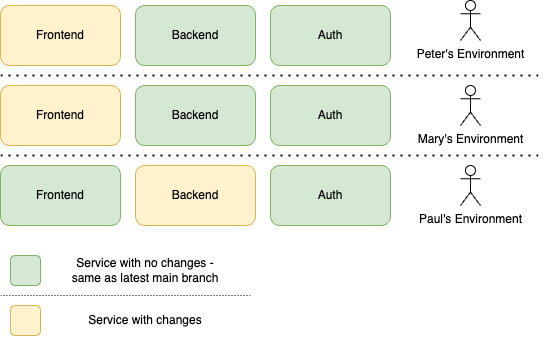 Frontend
Backend
Auth
Peter's Environment
Frontend
Backend
Auth
Mary's Environment
Frontend
Backend
Auth
Paul's Environment
Service with no changes -
same as latest main branch
Service with changes